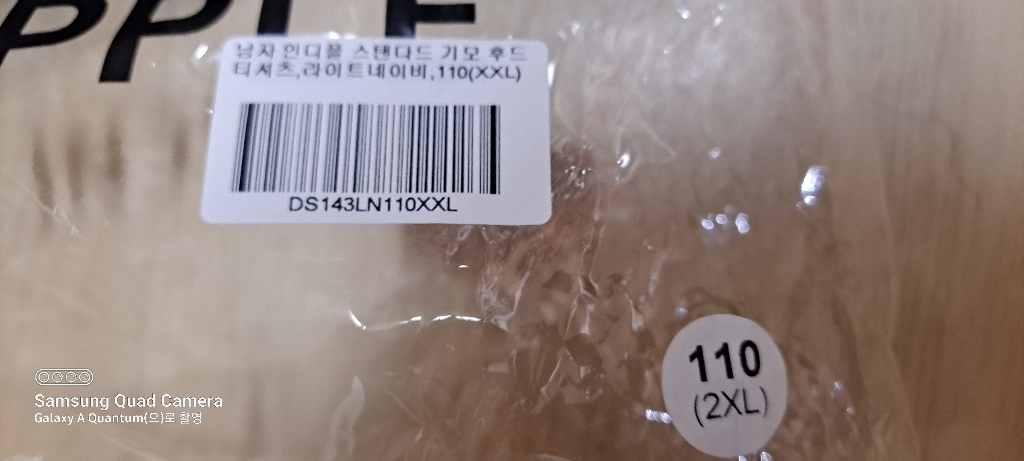 PPLE
남자 인디플 스탠다드 기모 후드
티셔츠,라이트네이비,110(XXL)
DS143LN110XXL
110
(2XL)
Samsung Quad Camera
Galaxy A Quantum(으)로 촬영